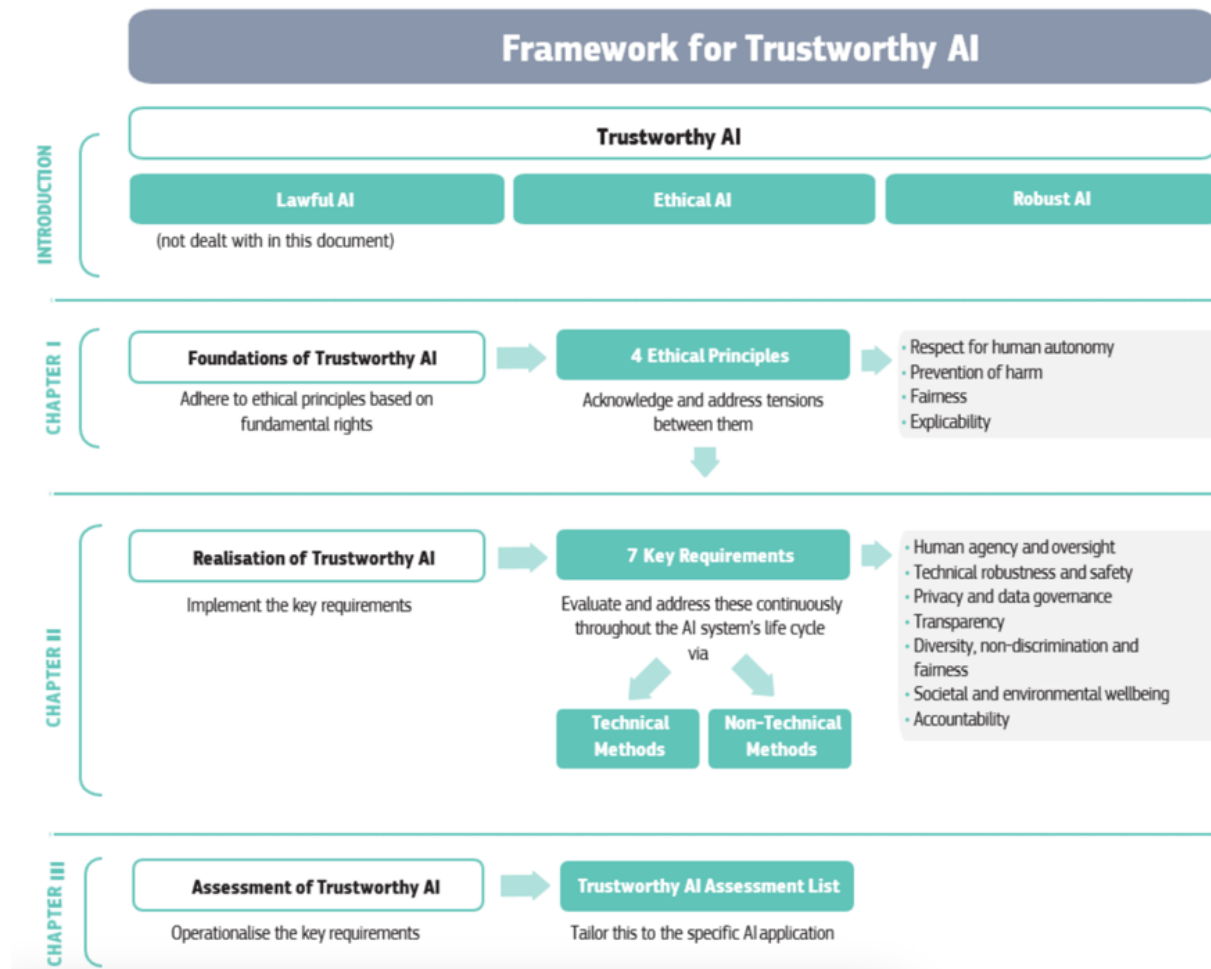 Framework for Trustworthy AI
INTRODUCTION
Trustworthy AI
Lawful AI
Ethical AI
Robust AI
(not dealt with in this document)
CHAPTER I
Foundations of Trustworthy AI
Adhere to ethical principles based on
fundamental rights
4 Ethical Principles
Acknowledge and address tensions
between them
• Respect for human autonomy
• Prevention of harm
• Fairness
• Explicability
CHAPTER II
Realisation of Trustworthy AI
Implement the key requirements
7 Key Requirements
Evaluate and address these continuously
throughout the AI system's life cycle
via
Technical
Methods
Non-Technical
Methods
• Human agency and oversight
• Technical robustness and safety
• Privacy and data governance
• Transparency
• Diversity, non-discrimination and
fairness
• Societal and environmental wellbeing
• Accountability
CHAPTER III
Assessment of Trustworthy AI
Operationalise the key requirements
Trustworthy AI Assessment List
Tailor this to the specific AI application